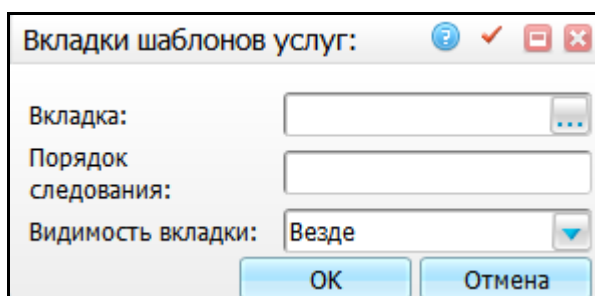 Вкладки шаблонов услуг:
Вкладка:
...
Порядок
следования:
Видимость вкладки: Везде
ОК Отмена